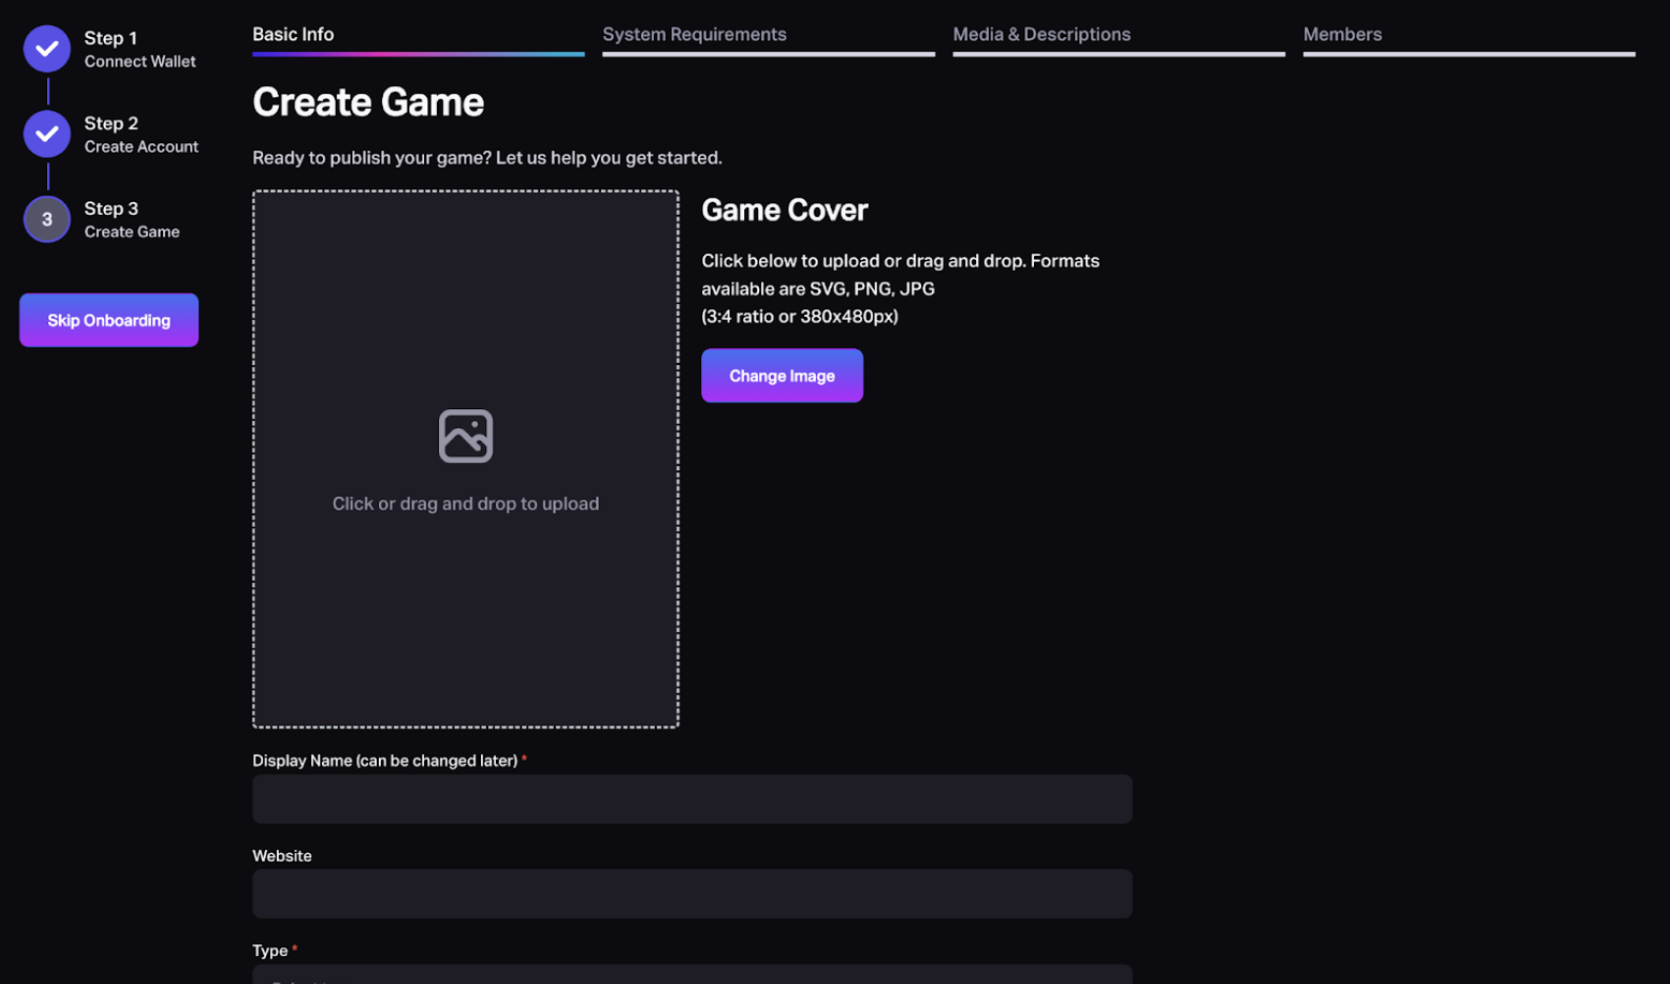 Step 1
Connect Wallet
Step 2
Create Account
3
Step 3
Create Game
Skip Onboarding
Basic Info
System Requirements
Media & Descriptions
Members
Create Game
Ready to publish your game? Let us help you get started.
Click or drag and drop to upload
Game Cover
Click below to upload or drag and drop. Formats
available are SVG, PNG, JPG
(3:4 ratio or 380x480px)
Change Image
Display Name (can be changed later) *
Website
Type *